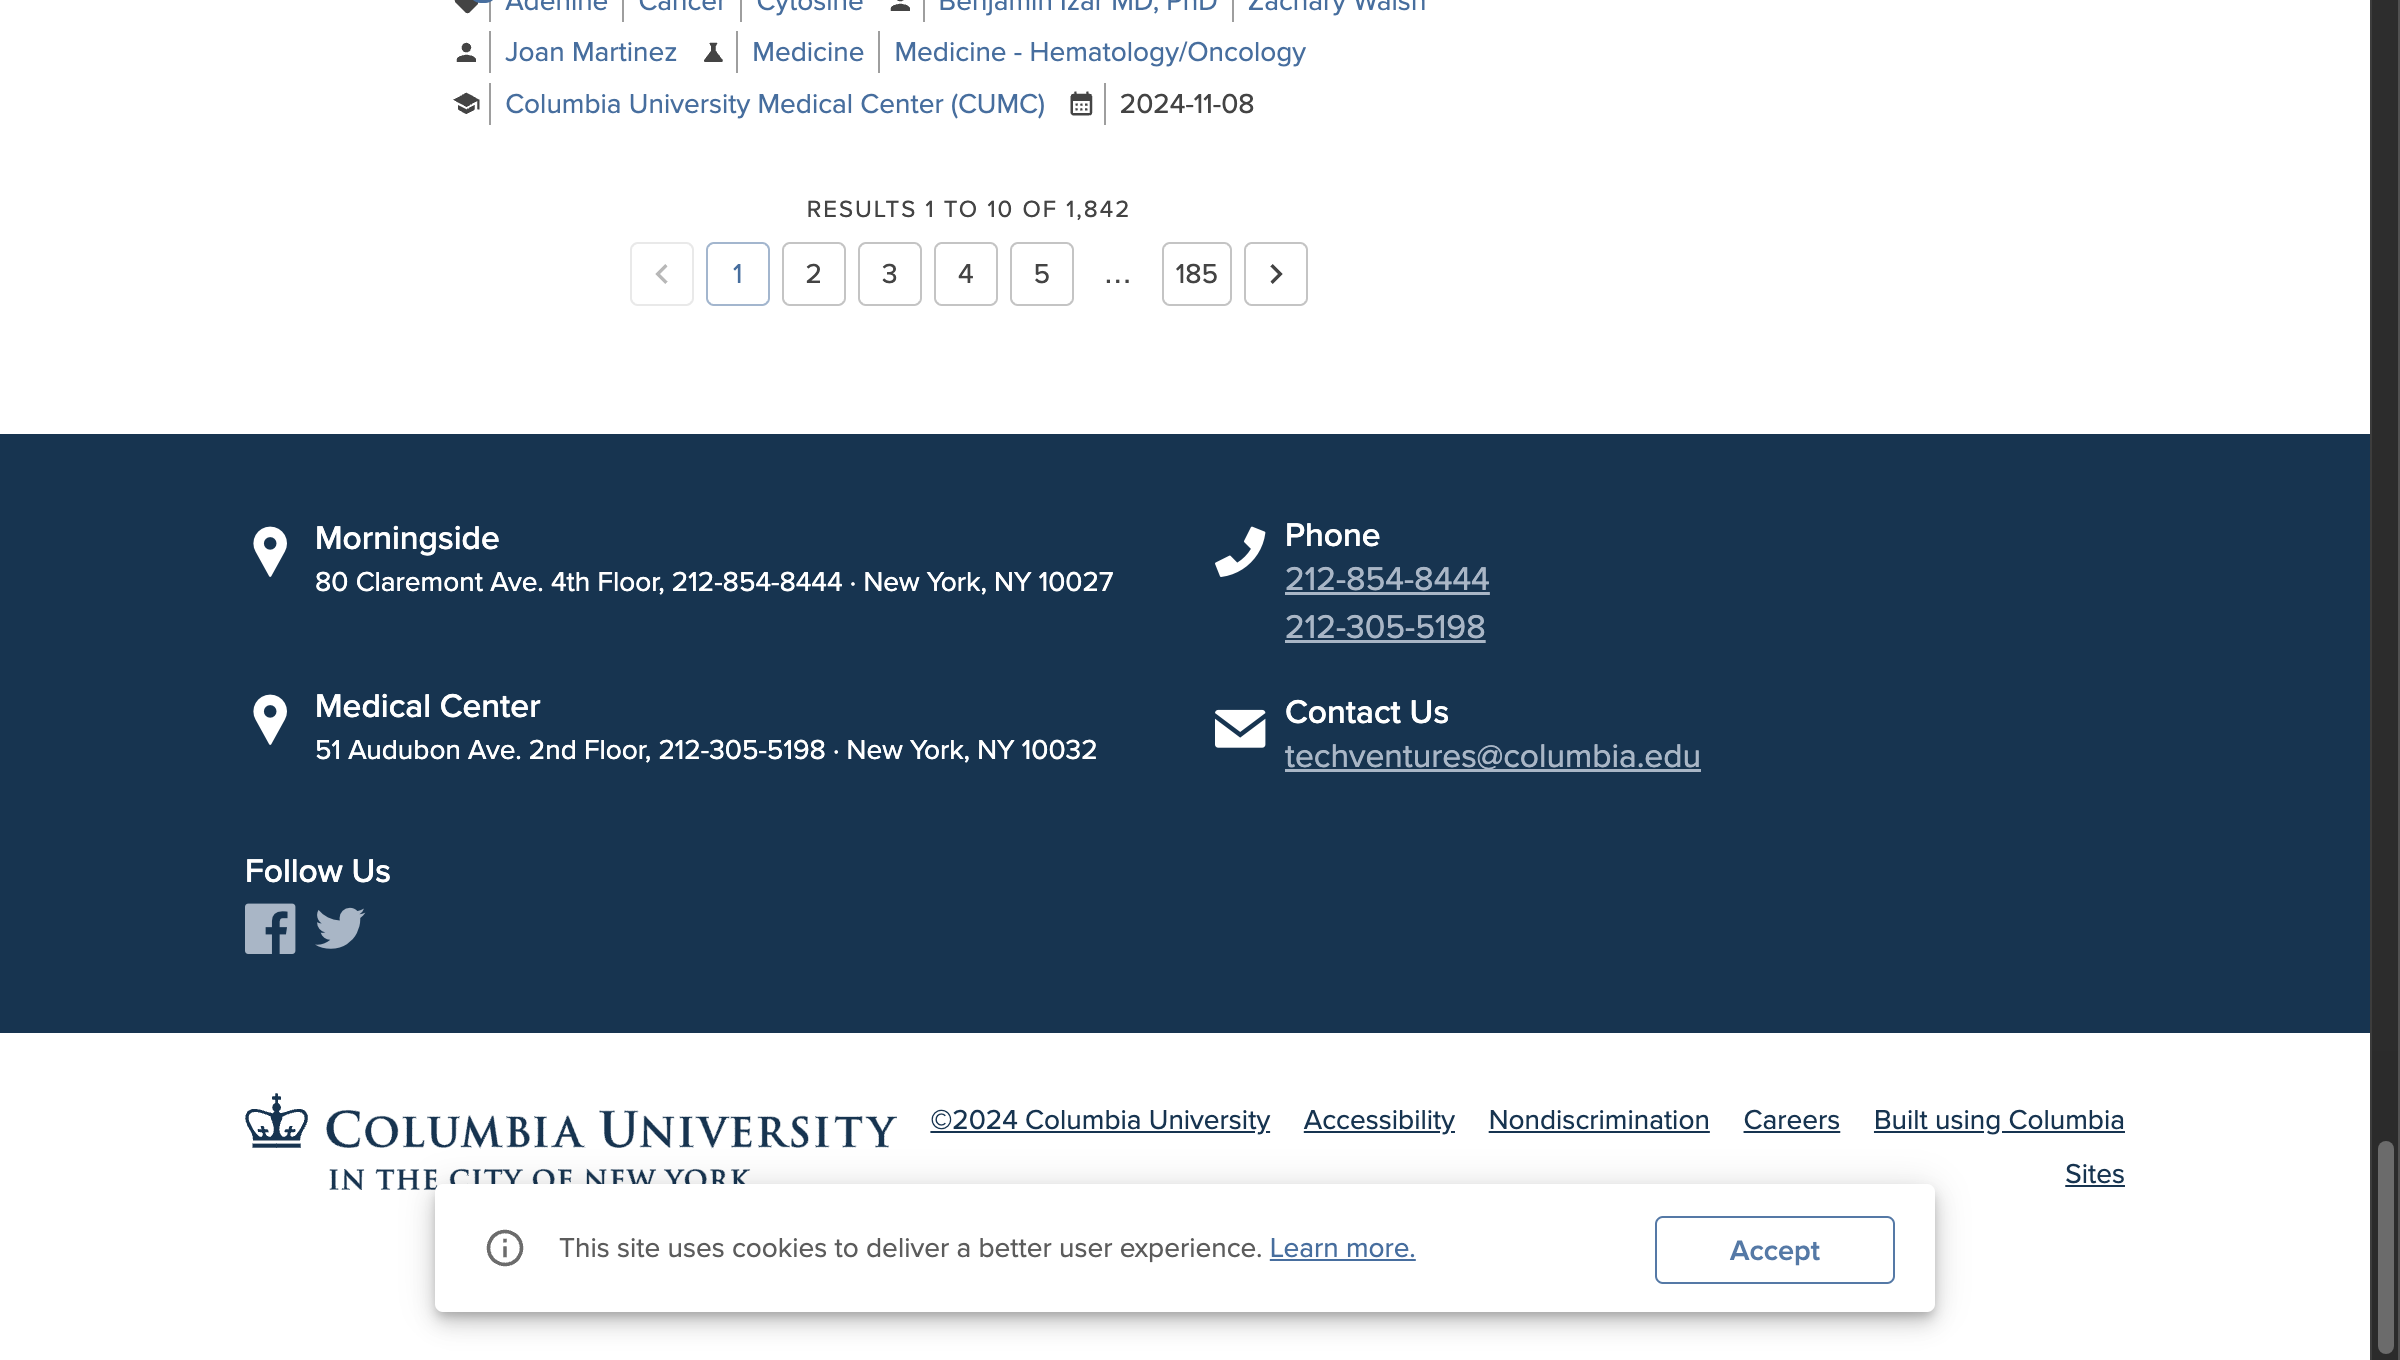 Adenine Cancer Cytosine Benjamin Izar MD, PhD Zachary Walsh
Joan Martinez Medicine Medicine - Hematology/Oncology
Columbia University Medical Center (CUMC) 2024-11-08
RESULTS 1 TO 10 OF 1,842
1 2 3 4 5 ... 185
Morningside
80 Claremont Ave. 4th Floor, 212-854-8444 · New York, NY 10027
Phone
212-854-8444
212-305-5198
Medical Center
51 Audubon Ave. 2nd Floor, 212-305-5198 · New York, NY 10032
Contact Us
techventures@columbia.edu
Follow Us
COLUMBIA UNIVERSITY
IN THE CITY OF NEW YORK
©2024 Columbia University Accessibility Nondiscrimination Careers Built using Columbia
Sites
This site uses cookies to deliver a better user experience. Learn more.
Accept